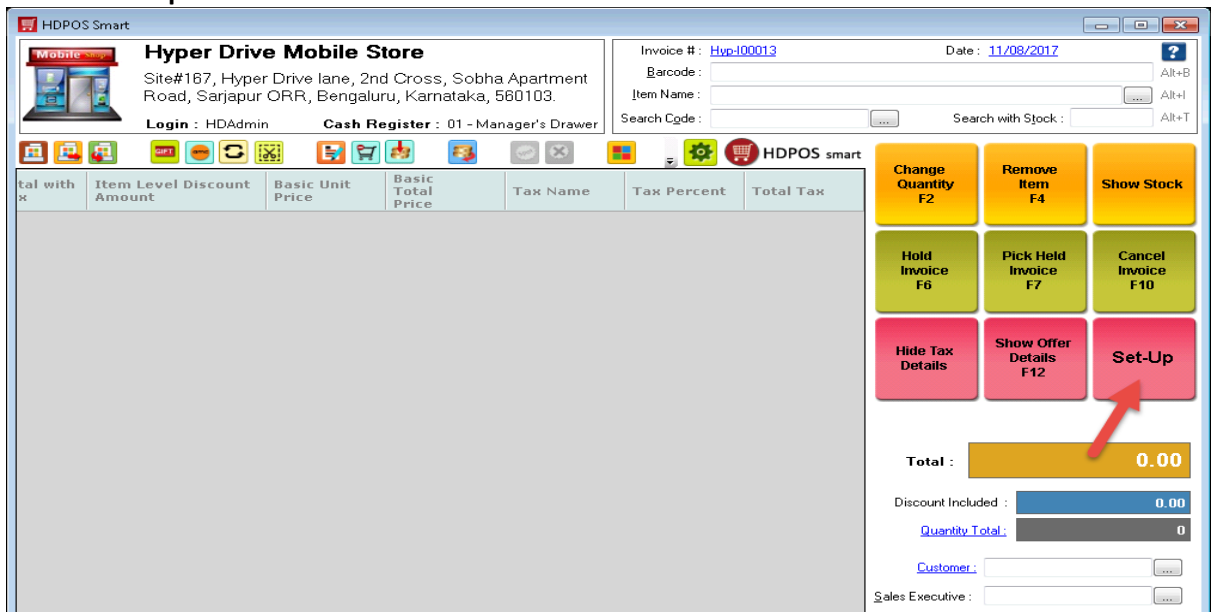 HDPOS Smart
Mobile Shop
Hyper Drive Mobile Store
Site#167, Hyper Drive lane, 2nd Cross, Sobha Apartment
Road, Sarjapur ORR, Bengaluru, Karnataka,
560103.
Login : HDAdmin Cash Register : 01 - Manager's Drawer
Invoice # : Hyp-I00013 Date : 11/08/2017 ?
Barcode : Alt+B
Item Name : ... Alt+I
Search Code : ... Search with Stock : Alt+T
GIFT
HDPOS smart
tal with
x
Item Level Discount
Amount
Basic Unit
Price
Basic
Total
Price
Tax Name
Tax Percent
Total Tax
Change
Quantity
F2
Remove
Item
F4
Show Stock
Hold
Invoice
F6
Pick Held
Invoice
F7
Cancel
Invoice
F10
Hide Tax
Details
Show Offer
Details
F12
Set-Up
Total : 0.00
Discount Included : 0.00
Quantity Total : 0
Customer : ...
Sales Executive : ...